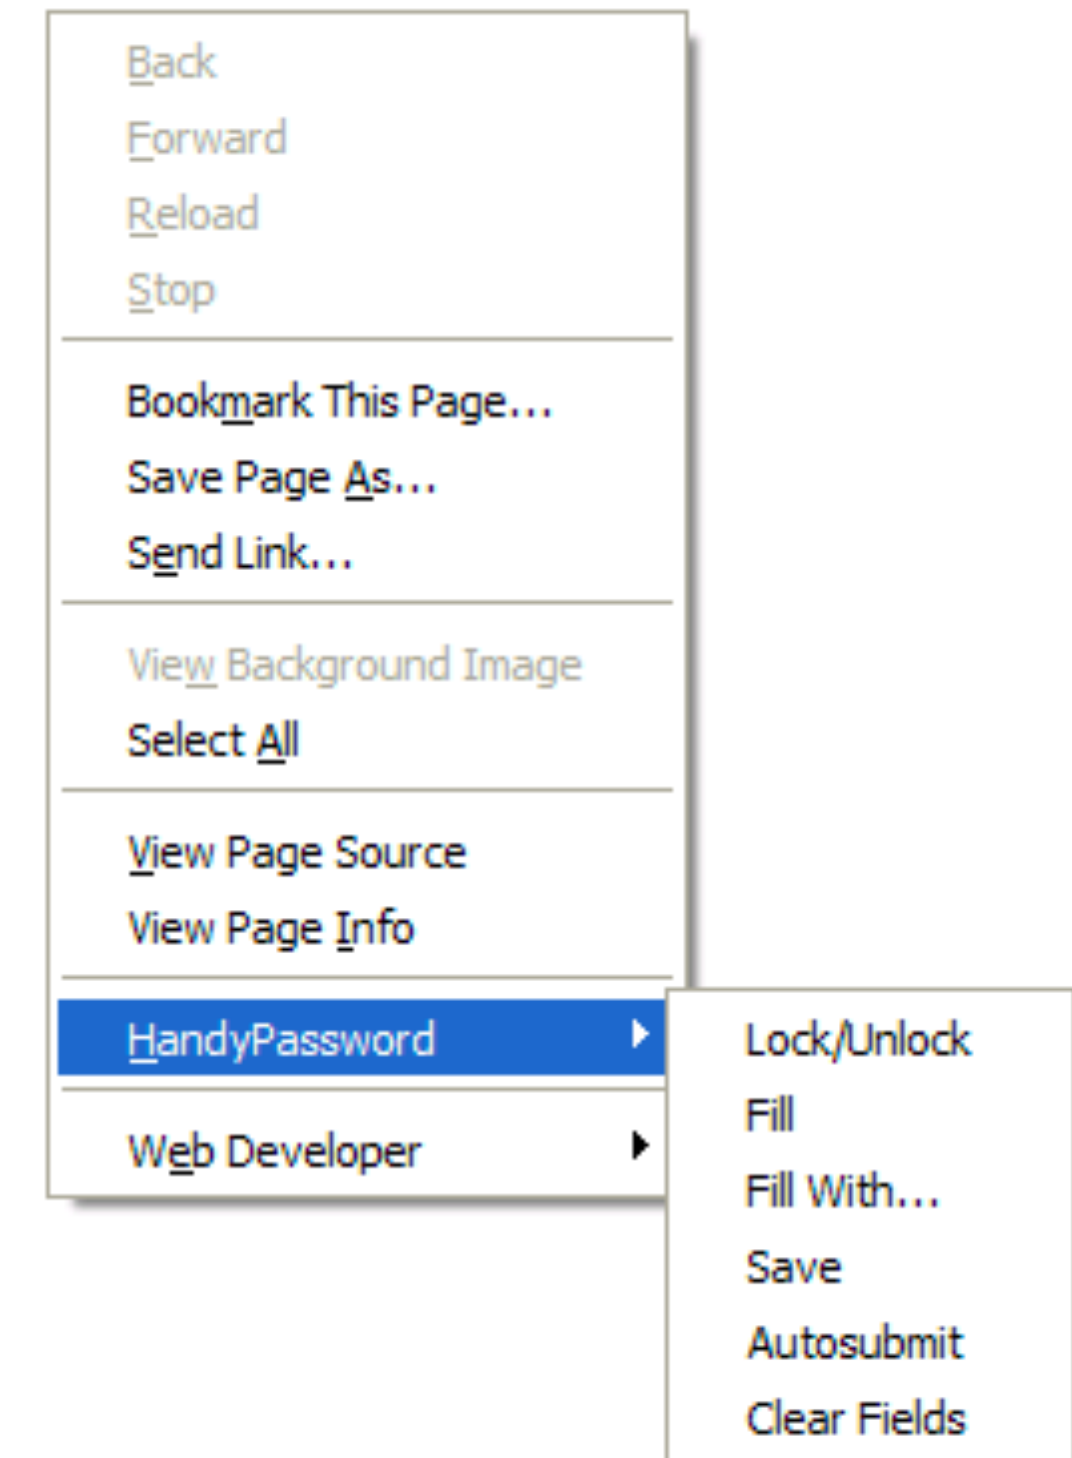 Back
Forward
Reload
Stop
Bookmark This Page...
Save Page As...
Send Link...
View Background Image
Select All
View Page Source
View Page Info
HandyPassword
Web Developer
Lock/Unlock
Fill
Fill With...
Save
Autosubmit
Clear Fields